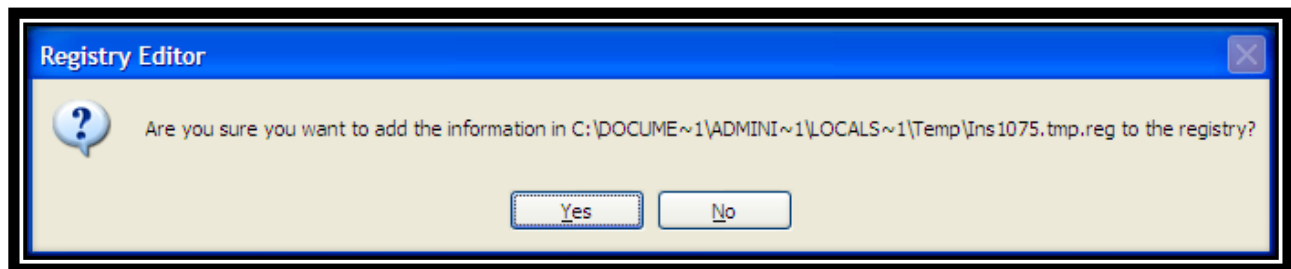 Registry Editor
Are you sure you want to add the information in C:\DOCUME~1\ADMINI~1\LOCALS~1\Temp\Ins1075.tmp.reg to the registry?
Yes No